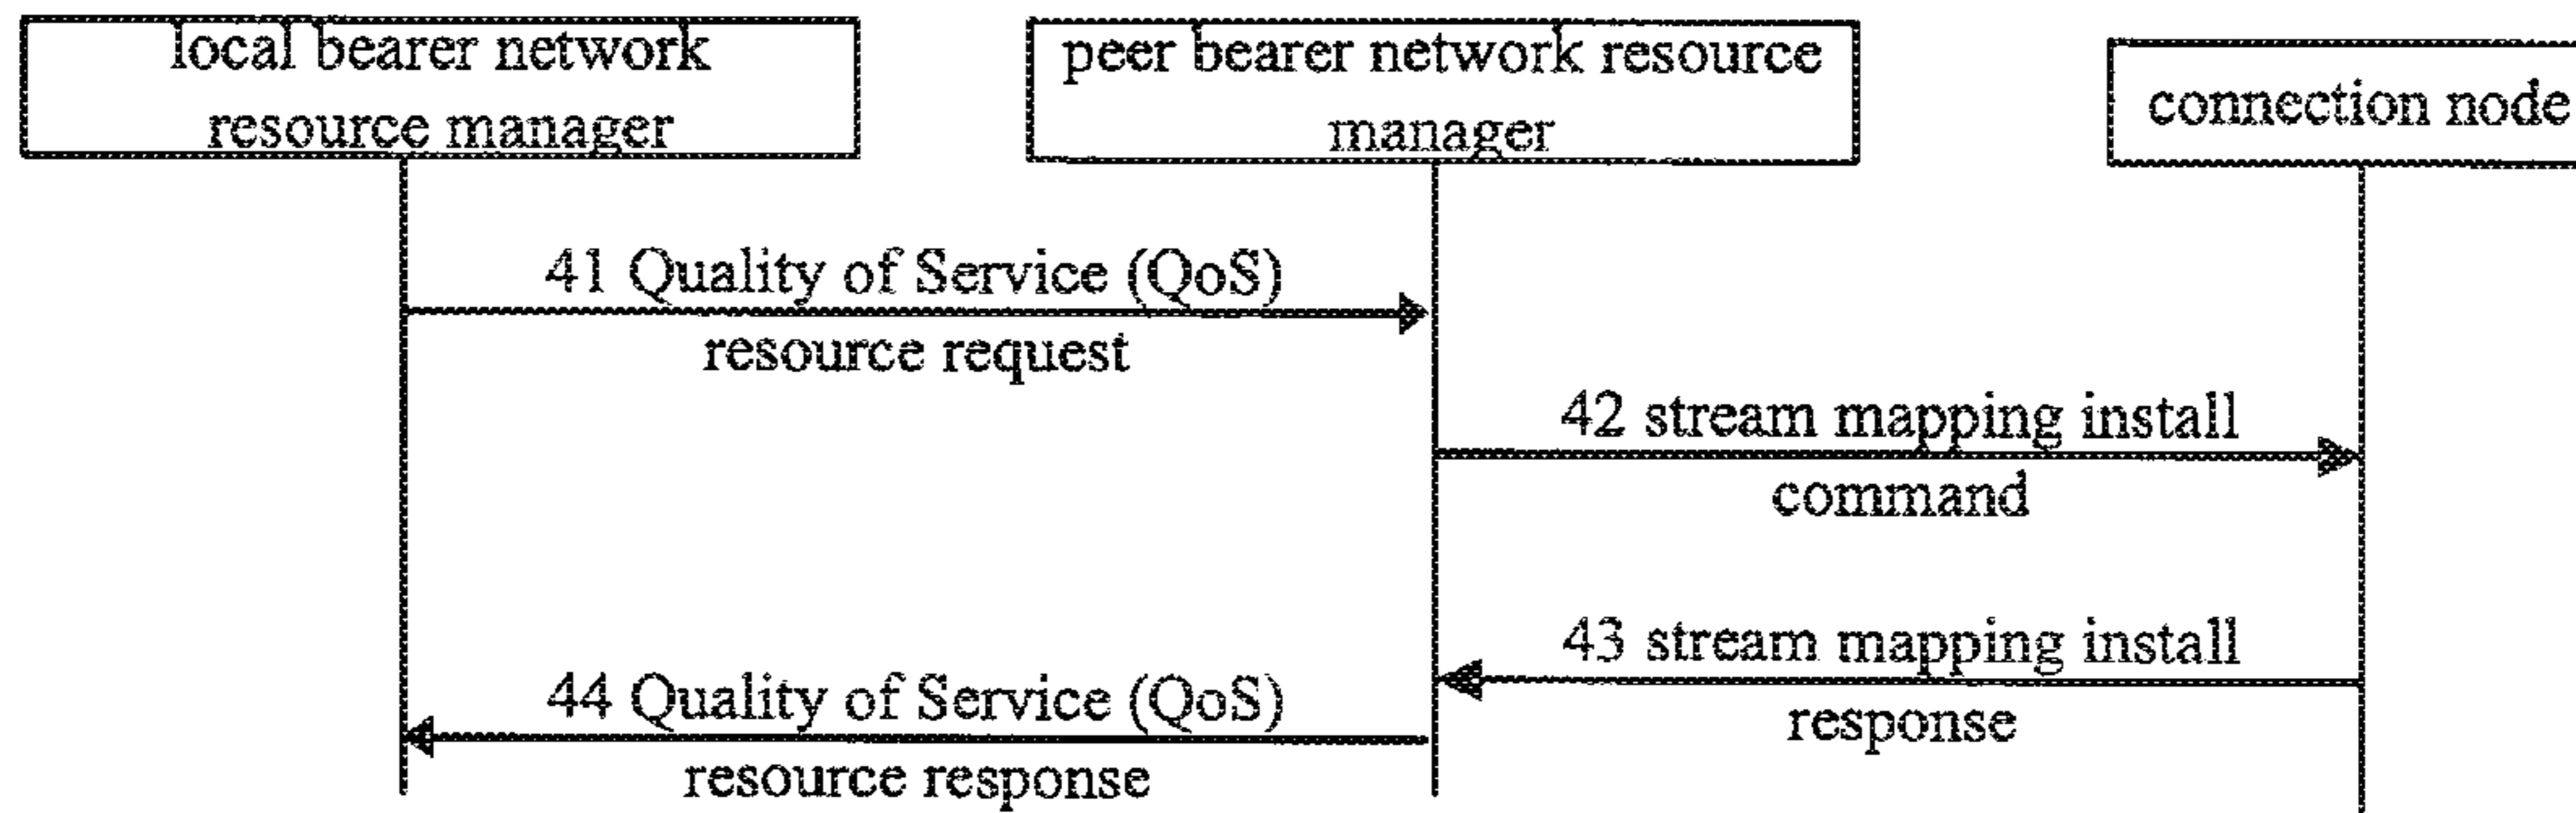 local bearer network
resource manager
peer bearer network resource
manager
connection node
41 Quality of Service (QoS)
resource request
42 stream mapping install
command
43 stream mapping install
response
44 Quality of Service (QoS)
resource response